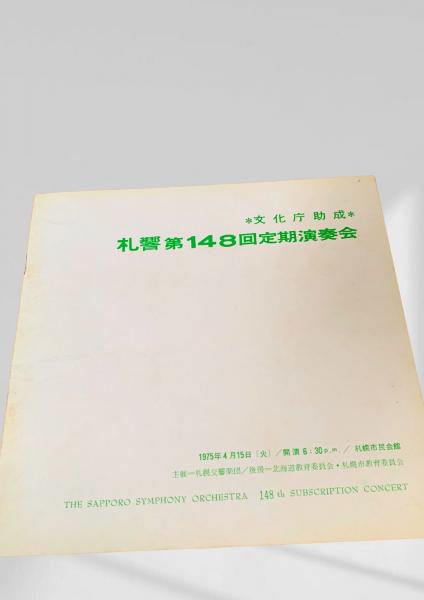 *文化庁助成*
札響第148回定期演奏会
1975年4月15日〔火〕/開演6:30p.m./札幌市民会館
主催=札幌交響楽団/後援=北海道教育委員会・札幌市教育委員会
THE SAPPORO SYMPHONY ORCHESTRA 148th SUBSCRIPTION CONCERT